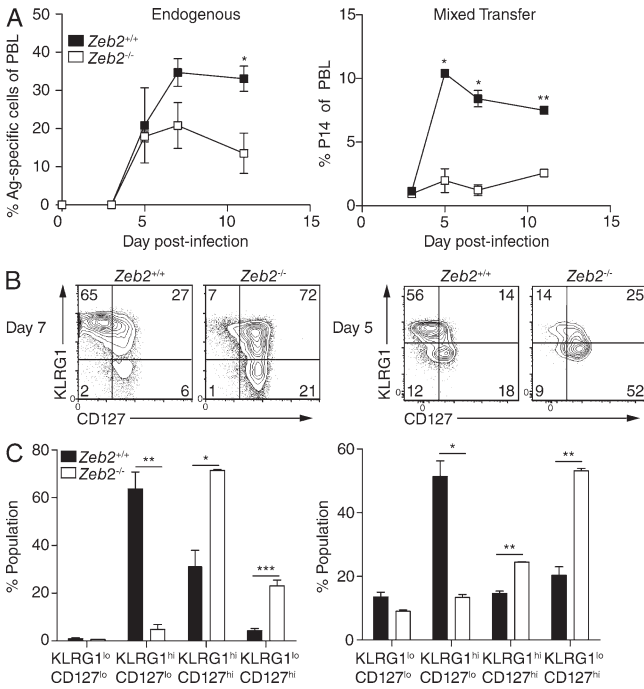 A Endogenous Mixed Transfer
Zeb2+/+
Zeb2-/-
% Ag-specific cells of PBL
50
40
30
20
10
0
0 5 10 15
Day post-infection
*
% P14 of PBL
15
10
5
0
0 5 10 15
Day post-infection
* * **
B Zeb2+/+ Zeb2-/- Zeb2+/+ Zeb2-/-
Day 7
KLRG1
65 27
2 6
7 72
1 21
0 0
CD127
Day 5
KLRG1
56 14
12 18
14 25
9 52
0 0
CD127
C
Zeb2+/+
Zeb2-/-
% Population
80
60
40
20
0
** * ***
KLRG1lo KLRG1hi KLRG1hi KLRG1lo
CD127lo CD127lo CD127hi CD127hi
% Population
60
40
20
0
* ** **
KLRG1lo KLRG1hi KLRG1hi KLRG1lo
CD127lo CD127lo CD127hi CD127hi